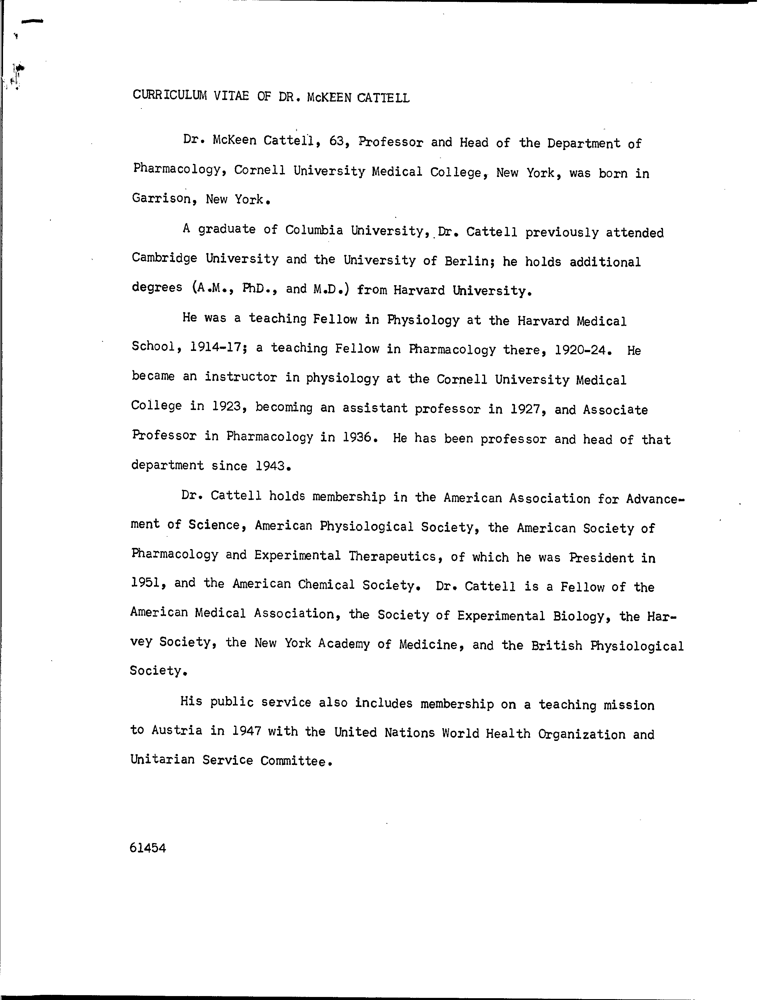 CURRICULUM VITAE OF DR. McKEEN CATTELL
Dr. McKeen Cattell, 63, Professor and Head of the Department of
Pharmacology, Cornell University Medical College, New York, was born in
Garrison, New York.
A graduate of Columbia University, Dr. Cattell previously attended
Cambridge University and the University of Berlin; he holds additional
degrees (A.M., PhD., and M.D.) from Harvard University.
He was a teaching Fellow in Physiology at the Harvard Medical
School, 1914-17; a teaching Fellow in Pharmacology there, 1920-24. He
became an instructor in physiology at the Cornell University Medical
College in 1923, becoming an assistant professor in 1927, and Associate
Professor in Pharmacology in 1936. He has been professor and head of that
department since 1943.
Dr. Cattell holds membership in the American Association for Advance-
ment of Science, American Physiological Society, the American Society of
Pharmacology and Experimental Therapeutics, of which he was President in
1951, and the American Chemical Society. Dr. Cattell is a Fellow of the
American Medical Association, the Society of Experimental Biology, the Har-
vey Society, the New York Academy of Medicine, and the British Physiological
Society.
His public service also includes membership on a teaching mission
to Austria in 1947 with the United Nations World Health Organization and
Unitarian Service Committee.
61454